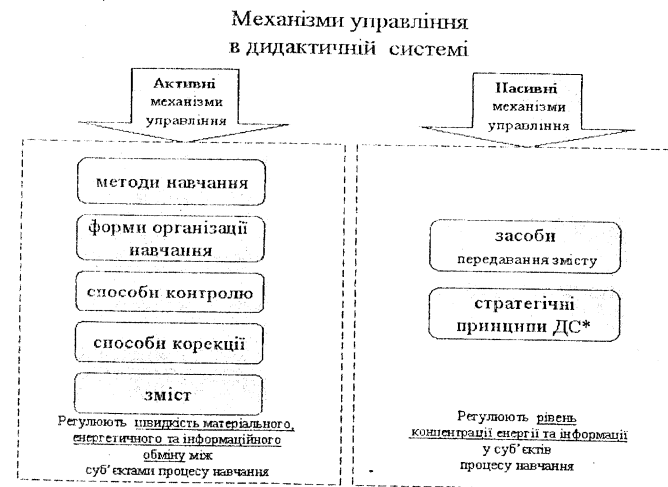 Механізми управління
в дидактичній системі
Активні
механізми
управління
Пасивні
механізми
управління
методи навчання
форми організації
навчання
способи контролю
способи корекції
зміст
Регулюють швидкість матеріального,
енергетичного та інформаційного
обміну між
суб'єктами процесу навчання
засоби
передавання змісту
стратегічні
принципи ДС*
Регулюють рівень
концентрації енергії та інформації
у суб'єктів
процесу навчання